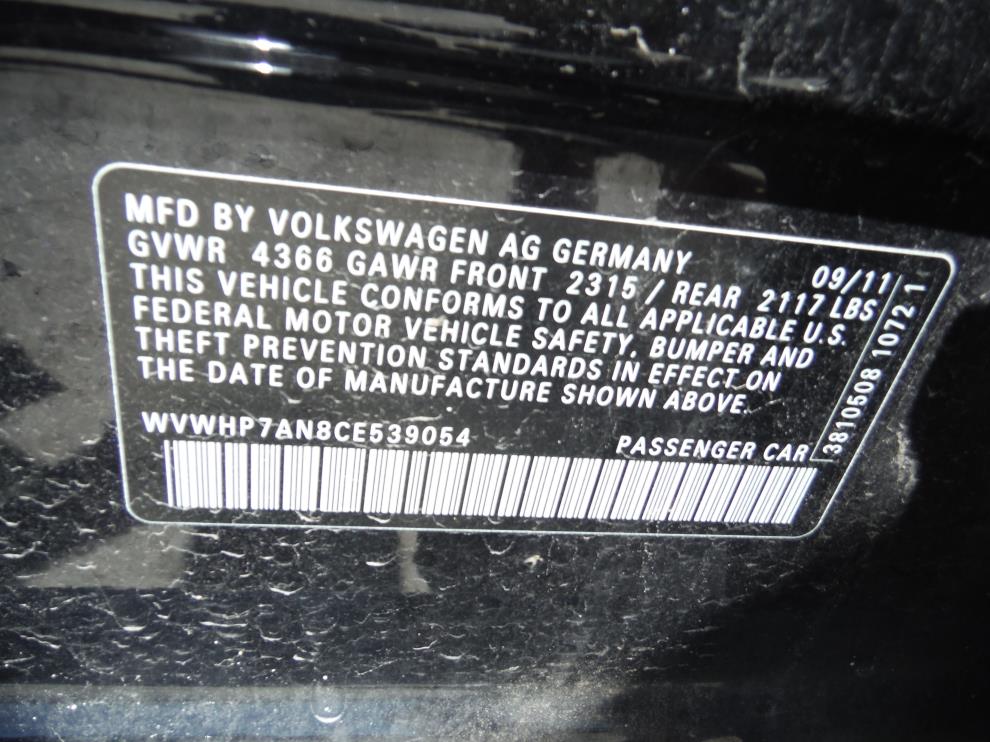 MFD BY VOLKSWAGEN AG GERMANY 09/11
GVWR 4366 GAWR FRONT 2315 / REAR 2117 LBS
THIS VEHICLE CONFORMS TO ALL APPLICABLE U.S.
FEDERAL MOTOR VEHICLE SAFETY, BUMPER AND
THEFT PREVENTION STANDARDS IN EFFECT ON
THE DATE OF MANUFACTURE SHOWN ABOVE.
WVWHP7AN8CE539054 PASSENGER CAR
3810508 1072 1